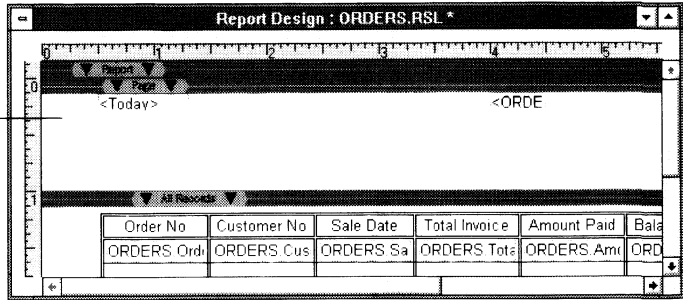 Report Design : ORDERS.RSL *
0 1 2 3 4 5
Report
0
Page
<Today> <ORDE
1
All Records
Order No Customer No Sale Date Total Invoice Amount Paid Bala
ORDERS.Orde ORDERS.Cus ORDERS.Sa ORDERS.Tota ORDERS.Amo ORD